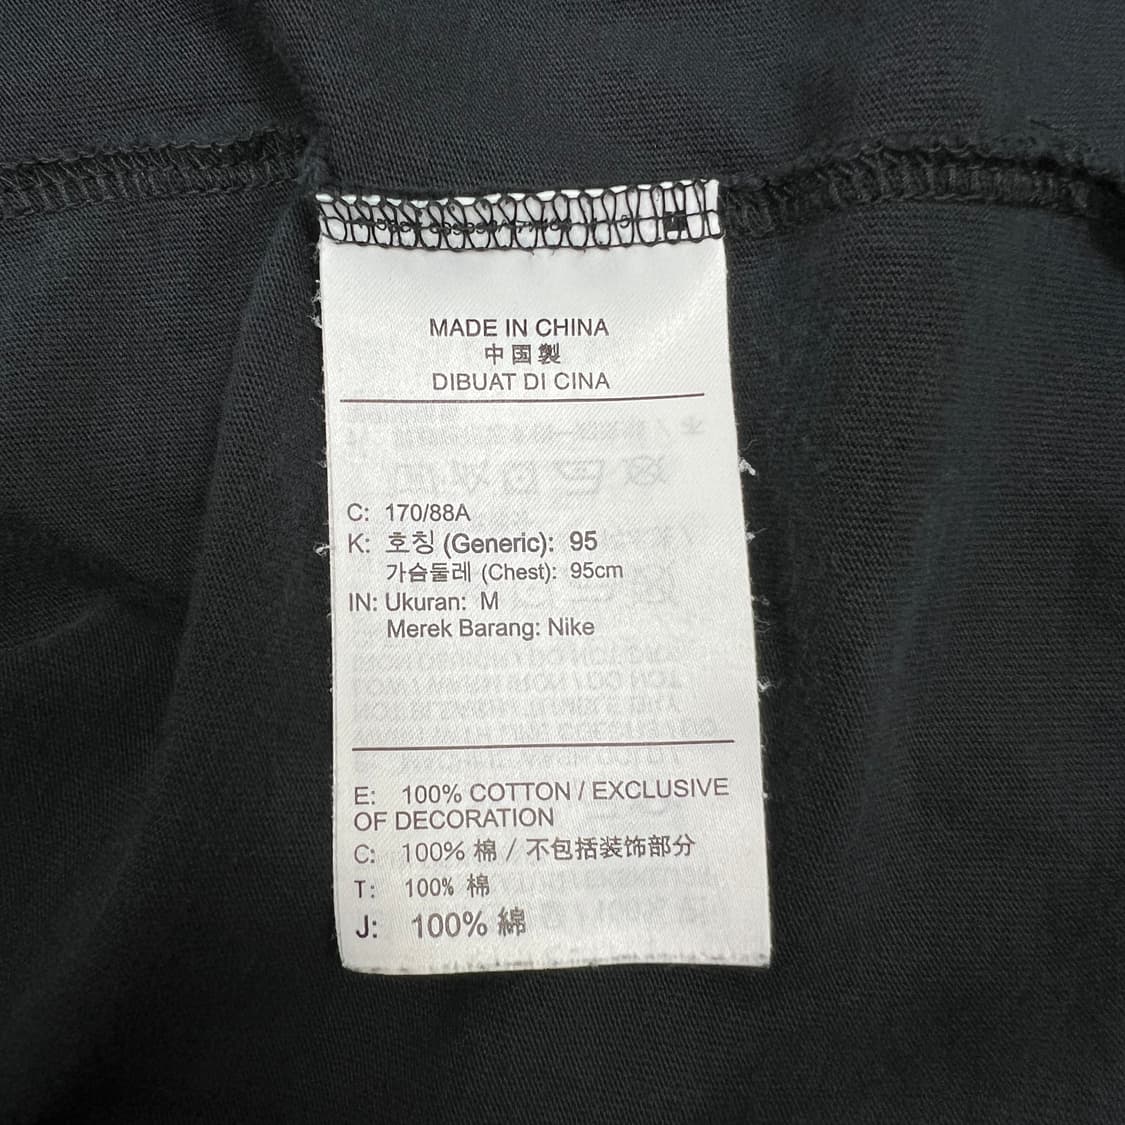 MADE IN CHINA
中国製
DIBUAT DI CINA
C: 170/88A
K: 호칭 (Generic): 95
가슴둘레 (Chest): 95cm
IN: Ukuran: M
Merek Barang: Nike
E: 100% COTTON / EXCLUSIVE
OF DECORATION
C: 100% 棉 / 不包括装饰部分
T: 100% 棉
J: 100% 綿